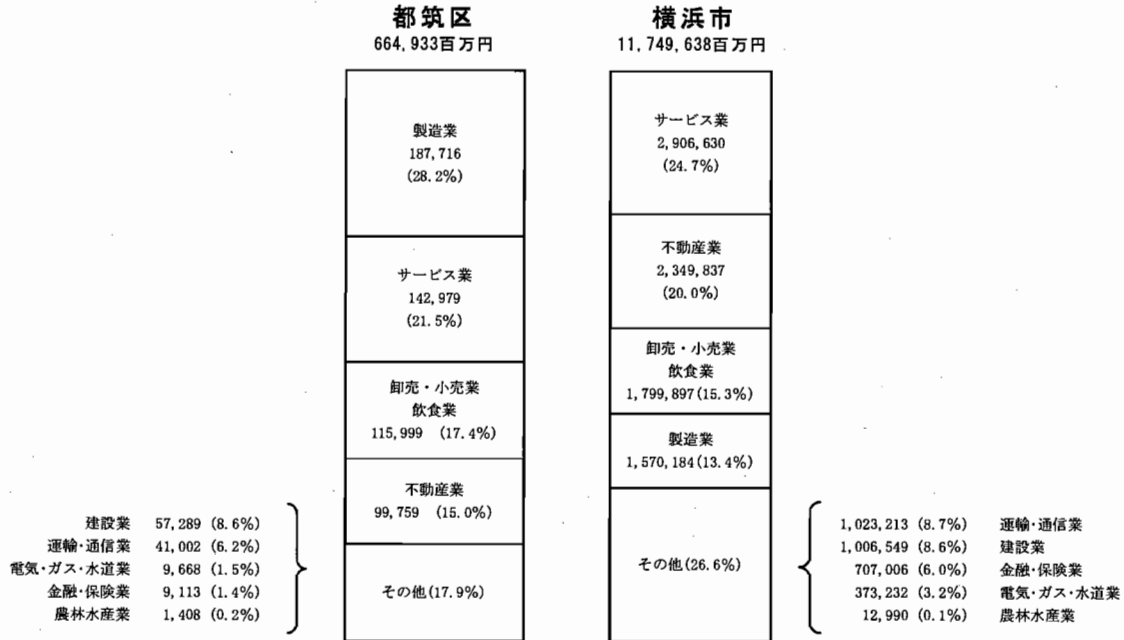 都筑区
664,933百万円
製造業
187,716
(28.2%)
サービス業
142,979
(21.5%)
卸売・小売業
飲食業
115,999 (17.4%)
不動産業
99,759 (15.0%)
その他(17.9%)
建設業 57,289 (8.6%)
運輸・通信業 41,002 (6.2%)
電気・ガス・水道業 9,668 (1.5%)
金融・保険業 9,113 (1.4%)
農林水産業 1,408 (0.2%)
横浜市
11,749,638百万円
サービス業
2,906,630
(24.7%)
不動産業
2,349,837
(20.0%)
卸売・小売業
飲食業
1,799,897(15.3%)
製造業
1,570,184(13.4%)
その他(26.6%)
1,023,213 (8.7%) 運輸・通信業
1,006,549 (8.6%) 建設業
707,006 (6.0%) 金融・保険業
373,232 (3.2%) 電気・ガス・水道業
12,990 (0.1%) 農林水産業